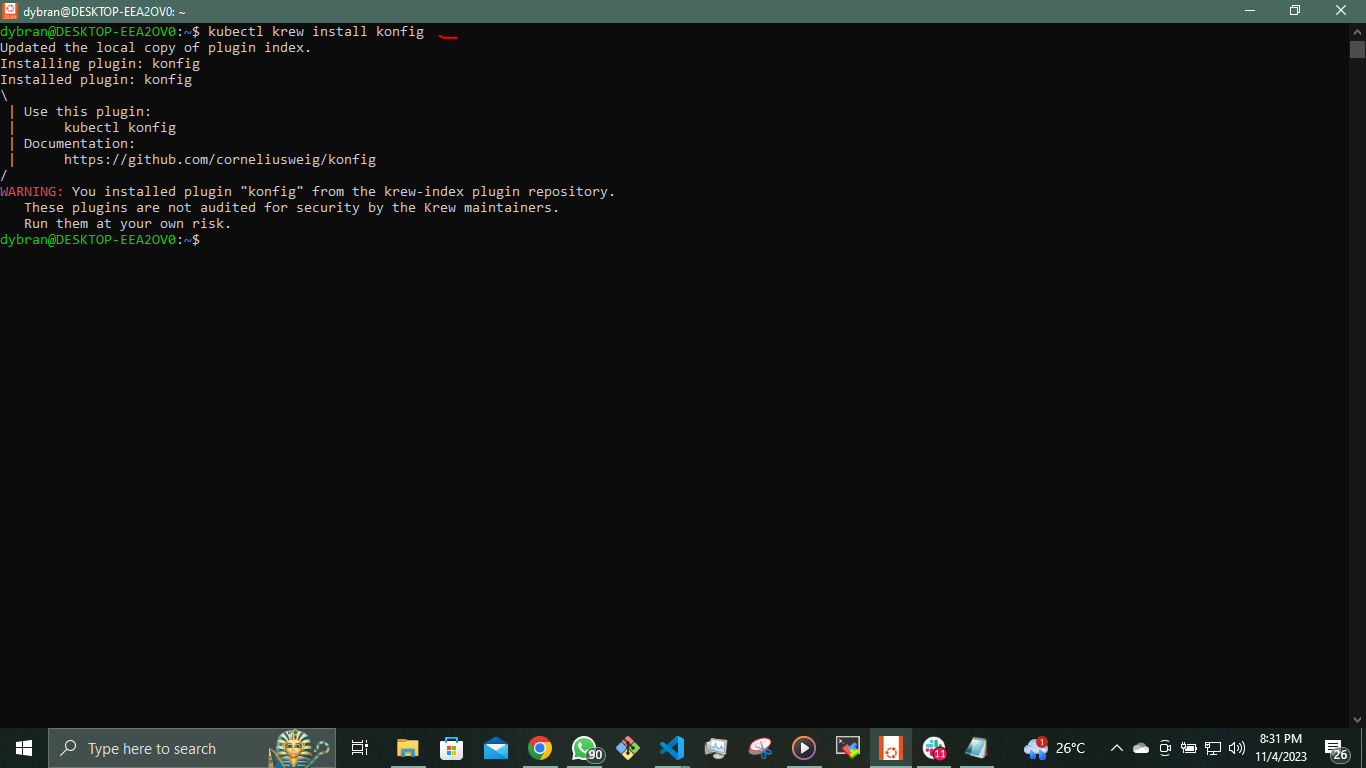 dybran@DESKTOP-EEA2OV0: ~
dybran@DESKTOP-EEA2OV0:~$ kubectl krew install konfig
Updated the local copy of plugin index.
Installing plugin: konfig
Installed plugin: konfig
\
 | Use this plugin:
 |      kubectl konfig
 | Documentation:
 |      https://github.com/corneliusweig/konfig
/
WARNING: You installed plugin "konfig" from the krew-index plugin repository.
   These plugins are not audited for security by the Krew maintainers.
   Run them at your own risk.
dybran@DESKTOP-EEA2OV0:~$
Type here to search
90
11
1
26°C
8:31 PM
11/4/2023
26